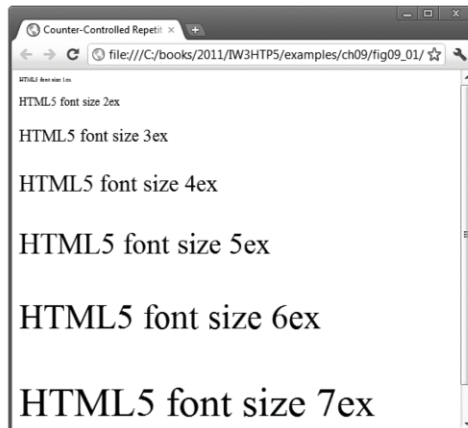 Counter-Controlled Repetit
file:///C:/books/2011/IW3HTP5/examples/ch09/fig09_01/
HTML5 font size 1ex
HTML5 font size 2ex
HTML5 font size 3ex
HTML5 font size 4ex
HTML5 font size 5ex
HTML5 font size 6ex
HTML5 font size 7ex